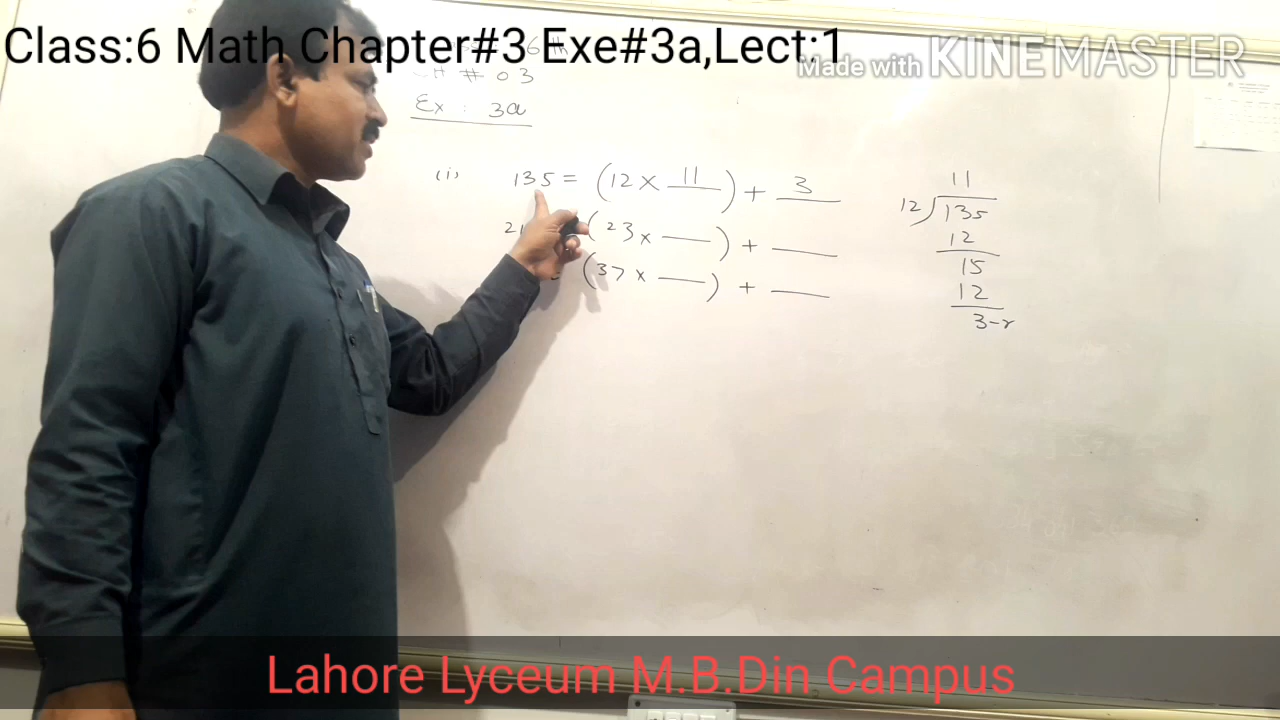 Class:6 Math Chapter#3 Exe#3a,Lect:1
Made with KINEMASTER
# 03
Ex : 3a
(i) 135 = (12 × 11) + 3
(23 × ___) + ___
(37 × ___) + ___
11
12 135
12
15
12
3-r
Lahore Lyceum M.B.Din Campus